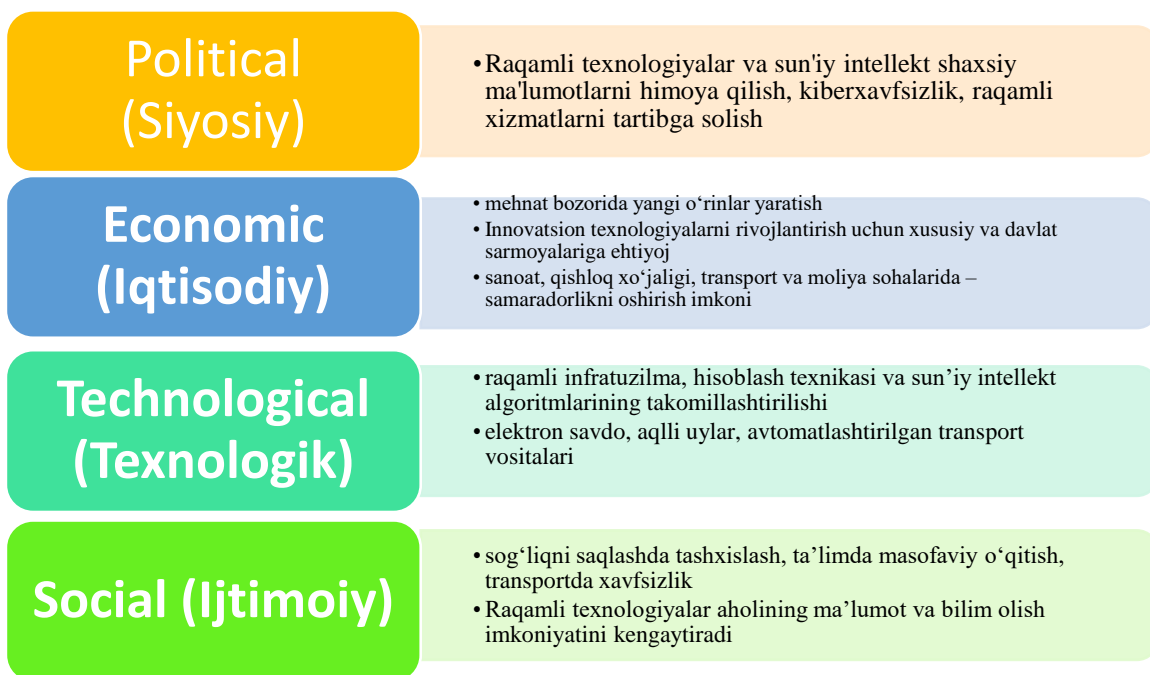 Political
(Siyosiy)
•Raqamli texnologiyalar va sun'iy intellekt shaxsiy
ma'lumotlarni himoya qilish, kiberxavfsizlik, raqamli
xizmatlarni tartibga solish
Economic
(Iqtisodiy)
• mehnat bozorida yangi o‘rinlar yaratish
• Innovatsion texnologiyalarni rivojlantirish uchun xususiy va davlat
sarmoyalariga ehtiyoj
• sanoat, qishloq xo‘jaligi, transport va moliya sohalarida –
samaradorlikni oshirish imkoni
Technological
(Texnologik)
• raqamli infratuzilma, hisoblash texnikasi va sun’iy intellekt
algoritmlarining takomillashtirilishi
• elektron savdo, aqlli uylar, avtomatlashtirilgan transport
vositalari
Social (Ijtimoiy)
• sog‘liqni saqlashda tashxislash, ta’limda masofaviy o‘qitish,
transportda xavfsizlik
• Raqamli texnologiyalar aholining ma’lumot va bilim olish
imkoniyatini kengaytiradi